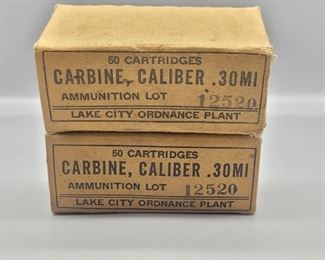 50 CARTRIDGES
CARBINE, CALIBER .30M1
AMMUNITION LOT 12520
LAKE CITY ORDNANCE PLANT
50 CARTRIDGES
CARBINE, CALIBER .30M1
AMMUNITION LOT 12520
LAKE CITY ORDNANCE PLANT